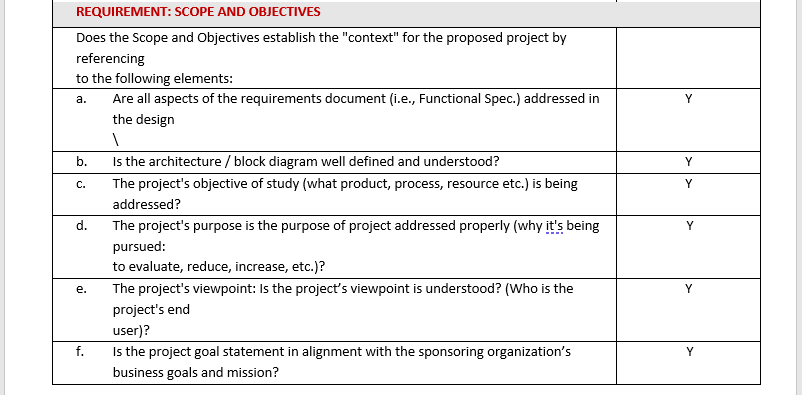 REQUIREMENT: SCOPE AND OBJECTIVES
Does the Scope and Objectives establish the "context" for the proposed project by
referencing
to the following elements:
a. Are all aspects of the requirements document (i.e., Functional Spec.) addressed in Y
the design
\
b. Is the architecture / block diagram well defined and understood? Y
c. The project's objective of study (what product, process, resource etc.) is being Y
addressed?
d. The project's purpose is the purpose of project addressed properly (why it's being Y
pursued:
to evaluate, reduce, increase, etc.)?
e. The project's viewpoint: Is the project’s viewpoint is understood? (Who is the Y
project's end
user)?
f. Is the project goal statement in alignment with the sponsoring organization’s Y
business goals and mission?